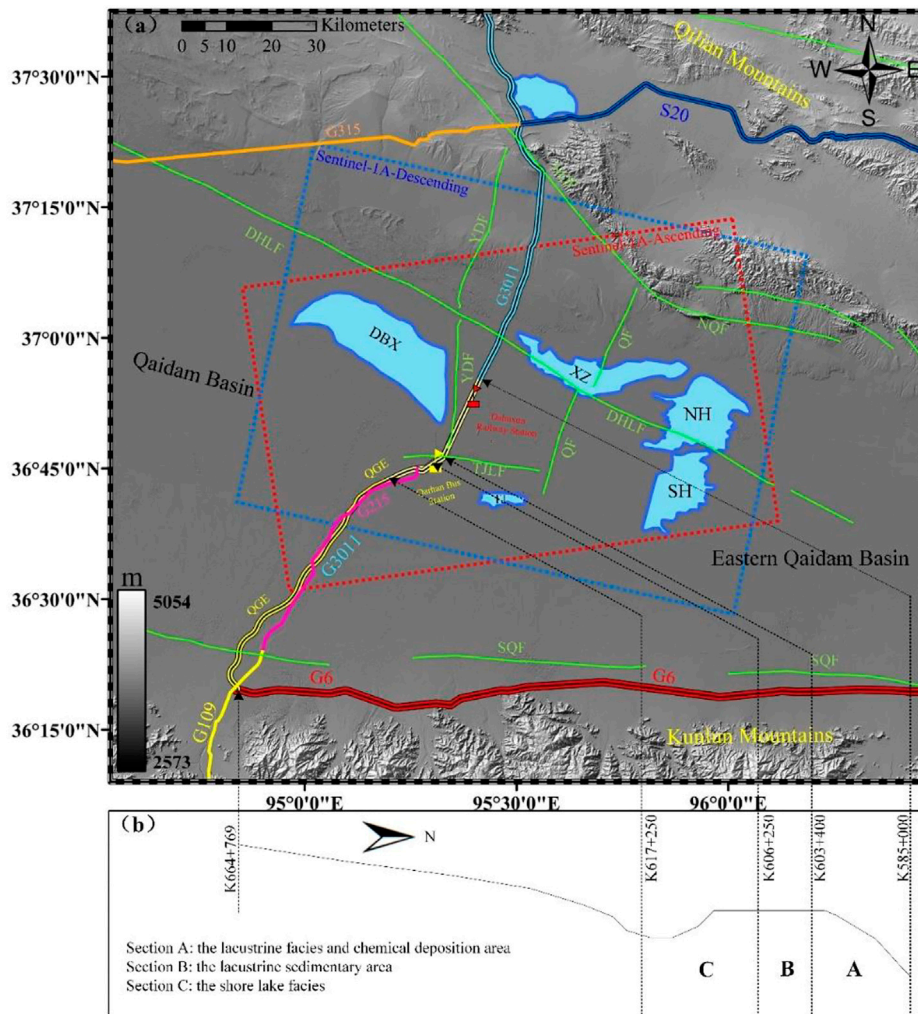 (a)
Kilometers
0 5 10 20 30
N
W E
S
Qilian Mountains
37°30'0"N
S20
G315
Sentinel-1A-Descending
37°15'0"N
YDF
Sentinel-1A-Ascending
DHLF
G3011
37°0'0"N
QF
NQF
DBX
YDF
XZ
Qaidam Basin
NH
DHLF
Railway Station
36°45'0"N
QGE
QF
Qarhan Bus
Station
G215
SH
G3011
Eastern Qaidam Basin
m
5054
36°30'0"N
QGE
SQF
SQF
G6
G6
36°15'0"N
G109
Kunlun Mountains
2573
95°0'0"E 95°30'0"E 96°0'0"E
(b)
N
K664+769
K617+250
K606+250
K603+400
K585+000
Section A: the lacustrine facies and chemical deposition area
Section B: the lacustrine sedimentary area
Section C: the shore lake facies
C B A